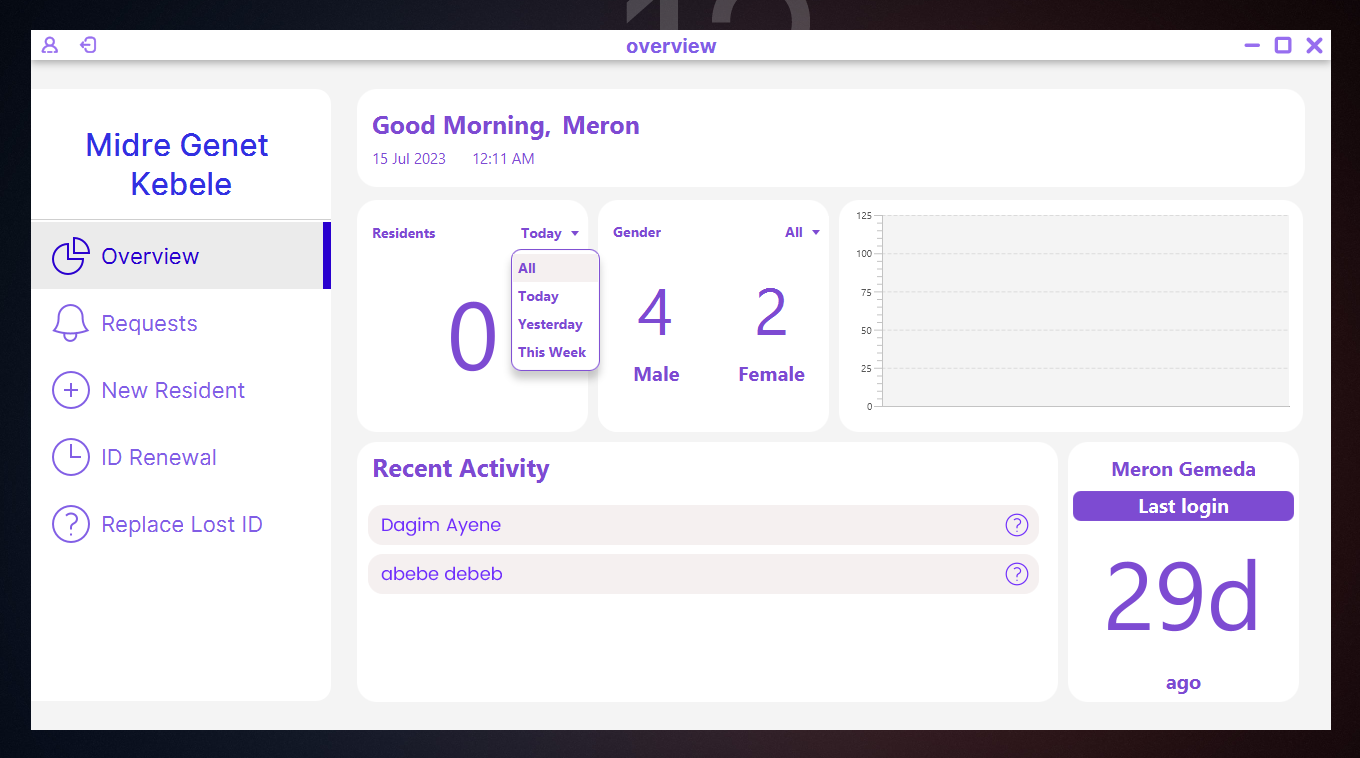 overview
Midre Genet
Kebele
Overview
Requests
New Resident
ID Renewal
Replace Lost ID
Good Morning, Meron
15 Jul 2023 12:11 AM
Residents Today
All
Today
Yesterday
This Week
0
Gender All
4 2
Male Female
125
100
75
50
25
0
Recent Activity
Dagim Ayene ?
abebe debeb ?
Meron Gemeda
Last login
29d
ago